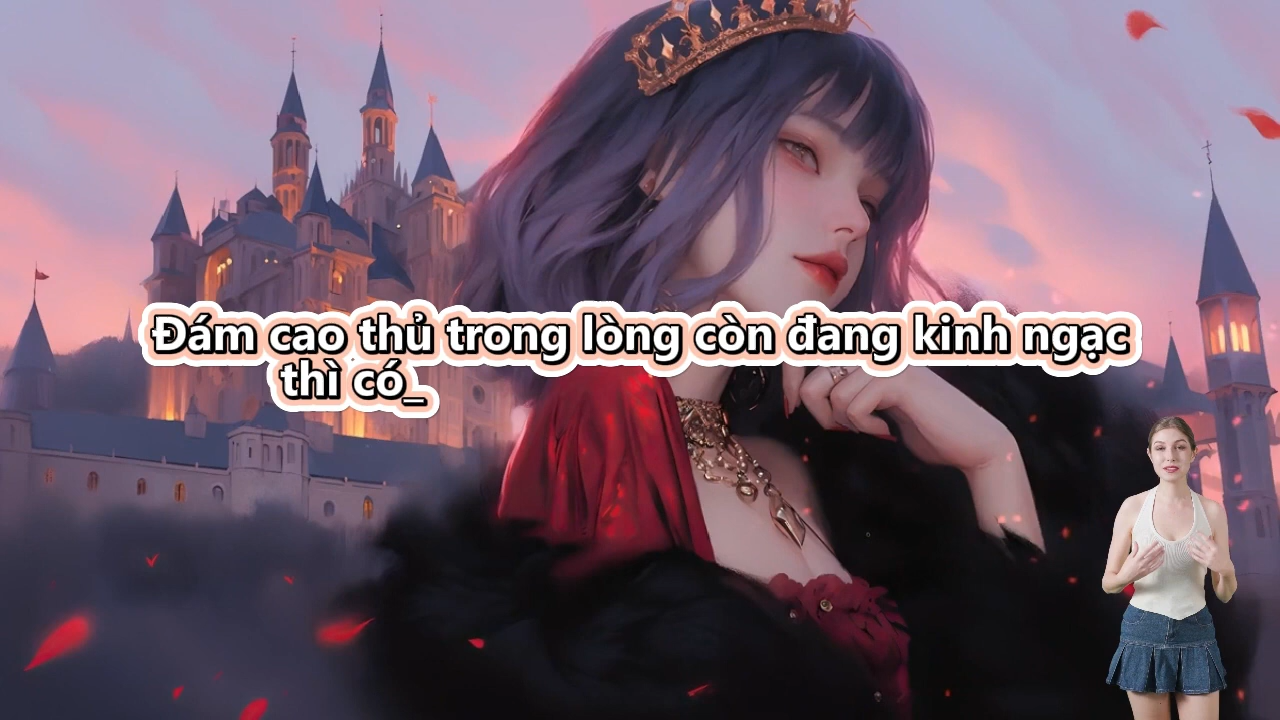 Đám cao thủ trong lòng còn đang kinh ngạc
thì có_